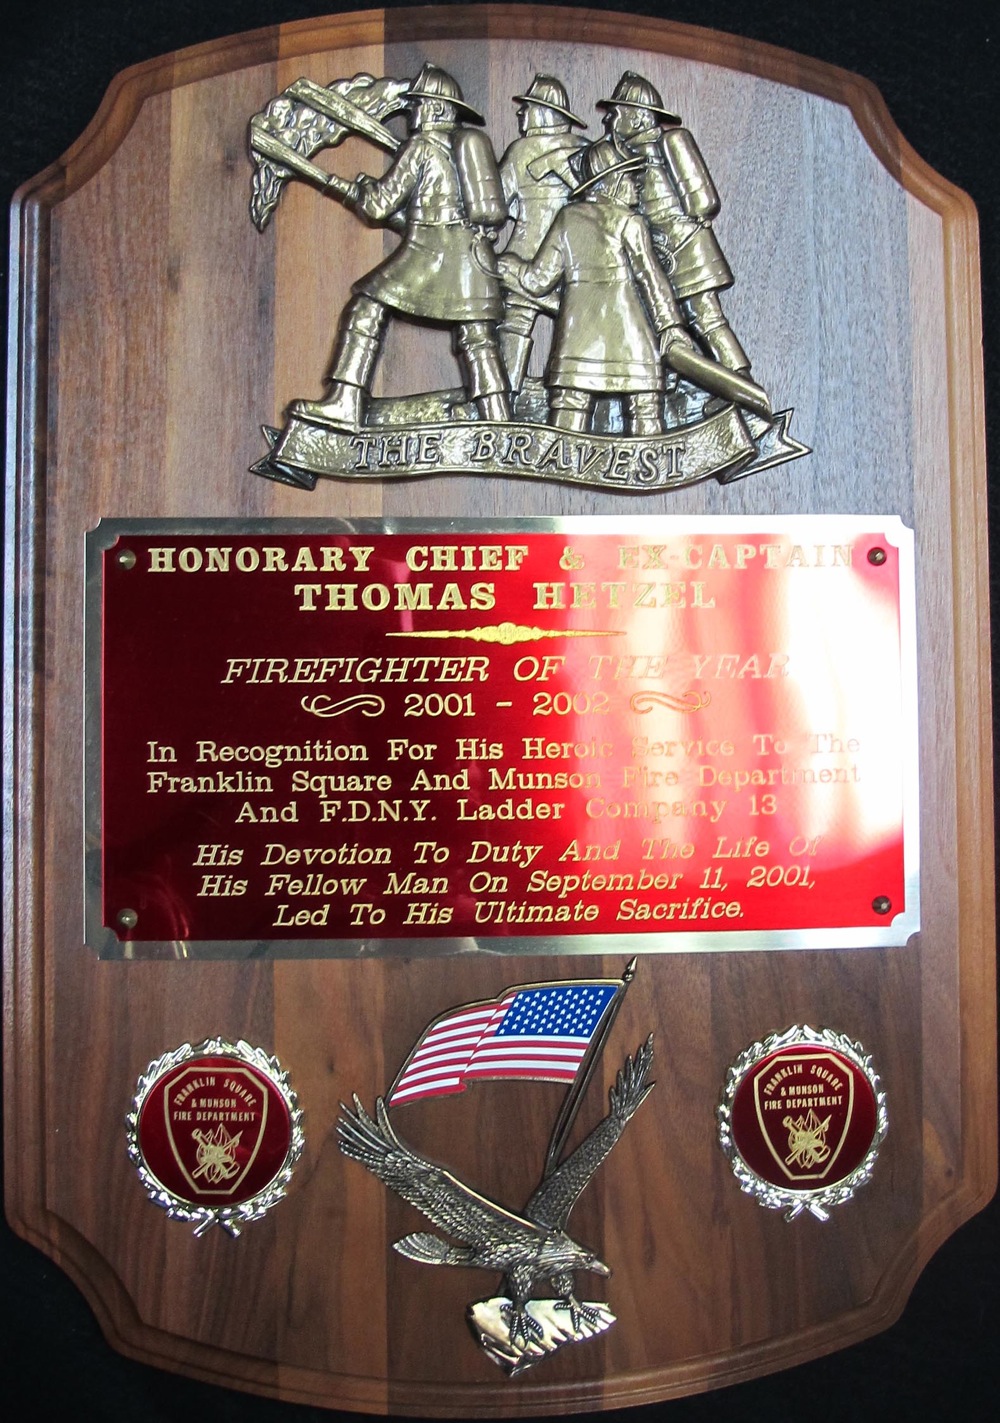 THE BRAVEST
HONORARY CHIEF & EX-CAPTAIN
THOMAS HETZEL
FIREFIGHTER OF THE YEAR
2001 - 2002
In Recognition For His Heroic Service To The
Franklin Square And Munson Fire Department
And F.D.N.Y. Ladder Company 13
His Devotion To Duty And The Life Of
His Fellow Man On September 11, 2001,
Led To His Ultimate Sacrifice.
FRANKLIN SQUARE
& MUNSON
FIRE DEPARTMENT
FRANKLIN SQUARE
& MUNSON
FIRE DEPARTMENT